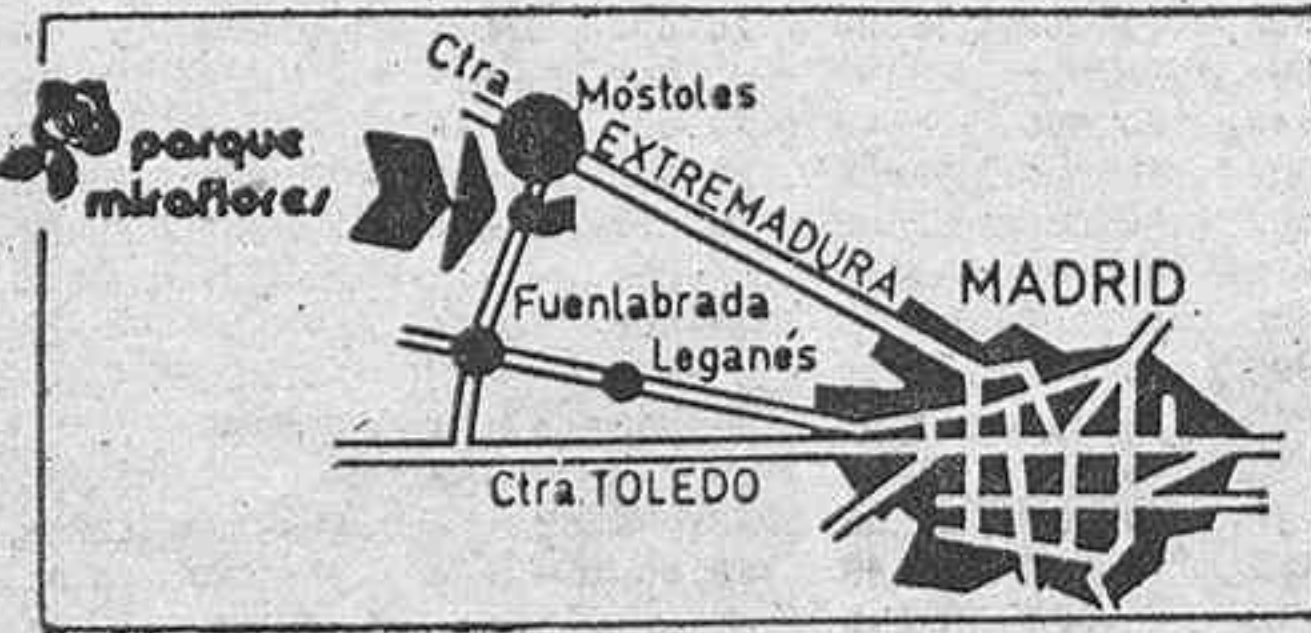 parque
miraflores
Ctra
Móstoles
EXTREMADURA
MADRID
Fuenlabrada
Leganés
Ctra. TOLEDO